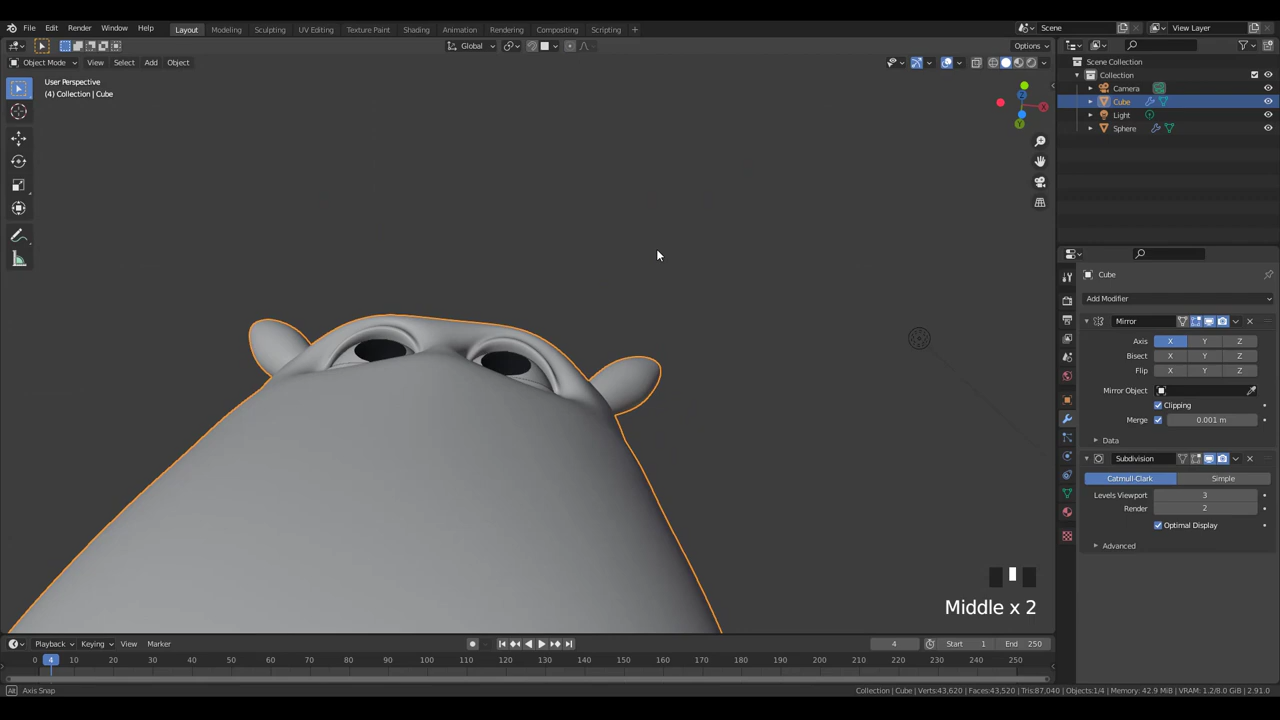 File Edit Render Window Help Layout Modeling Sculpting UV Editing Texture Paint Shading Animation Rendering Compositing Scripting + Scene View Layer
Global Options
Object Mode View Select Add Object
User Perspective
(4) Collection | Cube
X
Y
Z
Scene Collection
Collection
Camera
Cube
Light
Sphere
Cube
Add Modifier
Mirror
Axis X Y Z
Bisect X Y Z
Flip X Y Z
Mirror Object
Clipping
Merge 0.001 m
Data
Subdivision
Catmull-Clark Simple
Levels Viewport 3
Render 2
Optimal Display
Advanced
Middle x 2
Playback Keying View Marker 4 Start 1 End 250
0 4 10 20 30 40 50 60 70 80 90 100 110 120 130 140 150 160 170 180 190 200 210 220 230 240 250
Alt Axis Snap Collection | Cube | Verts:43,620 | Faces:43,520 | Tris:87,040 | Objects:1/4 | Memory: 42.9 MiB | VRAM: 1.2/8.0 GiB | 2.91.0